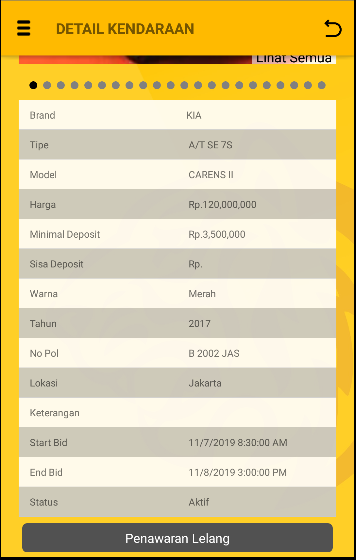 DETAIL KENDARAAN
Lihat Semua
Brand KIA
Tipe A/T SE 7S
Model CARENS II
Harga Rp.120,000,000
Minimal Deposit Rp.3,500,000
Sisa Deposit Rp.
Warna Merah
Tahun 2017
No Pol B 2002 JAS
Lokasi Jakarta
Keterangan
Start Bid 11/7/2019 8:30:00 AM
End Bid 11/8/2019 3:00:00 PM
Status Aktif
Penawaran Lelang